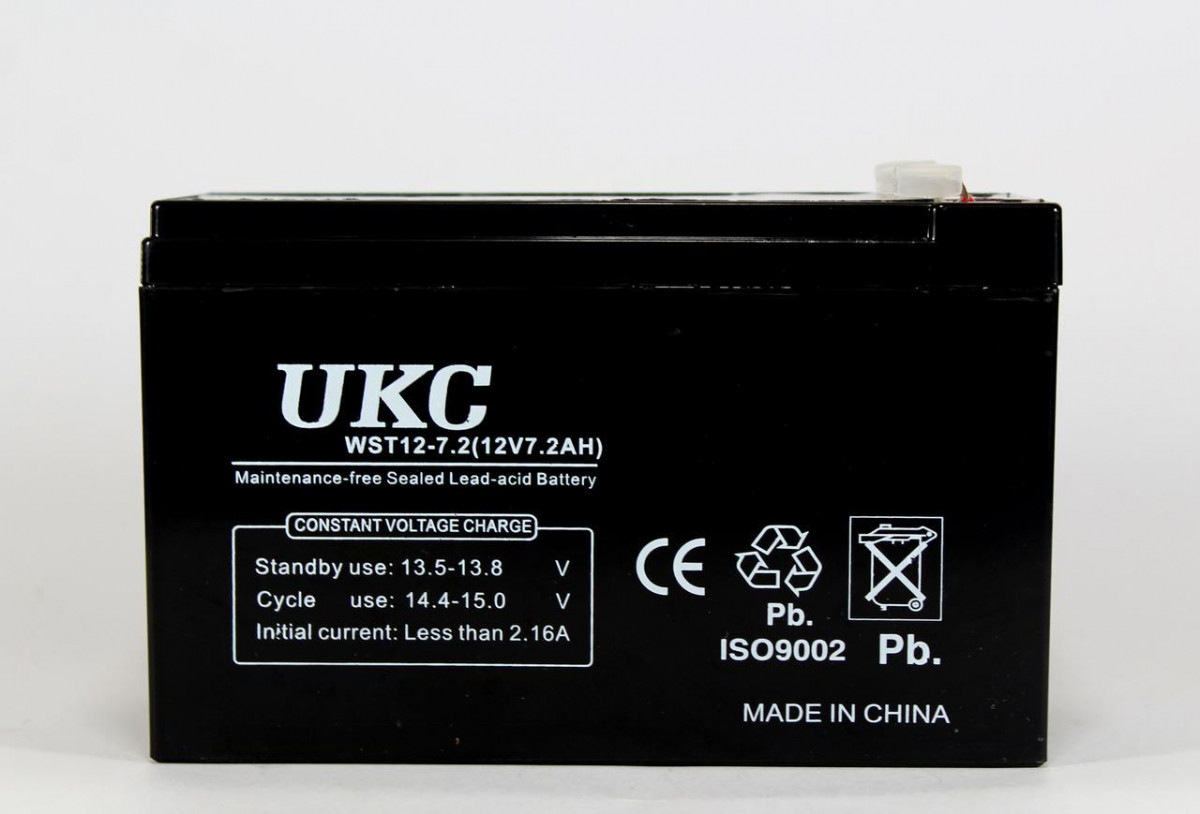 UKC
WST12-7.2(12V7.2AH)
Maintenance-free Sealed Lead-acid Battery
CONSTANT VOLTAGE CHARGE
Standby use: 13.5-13.8 V
Cycle use: 14.4-15.0 V
Initial current: Less than 2.16A
CE
Pb.
ISO9002
Pb.
MADE IN CHINA